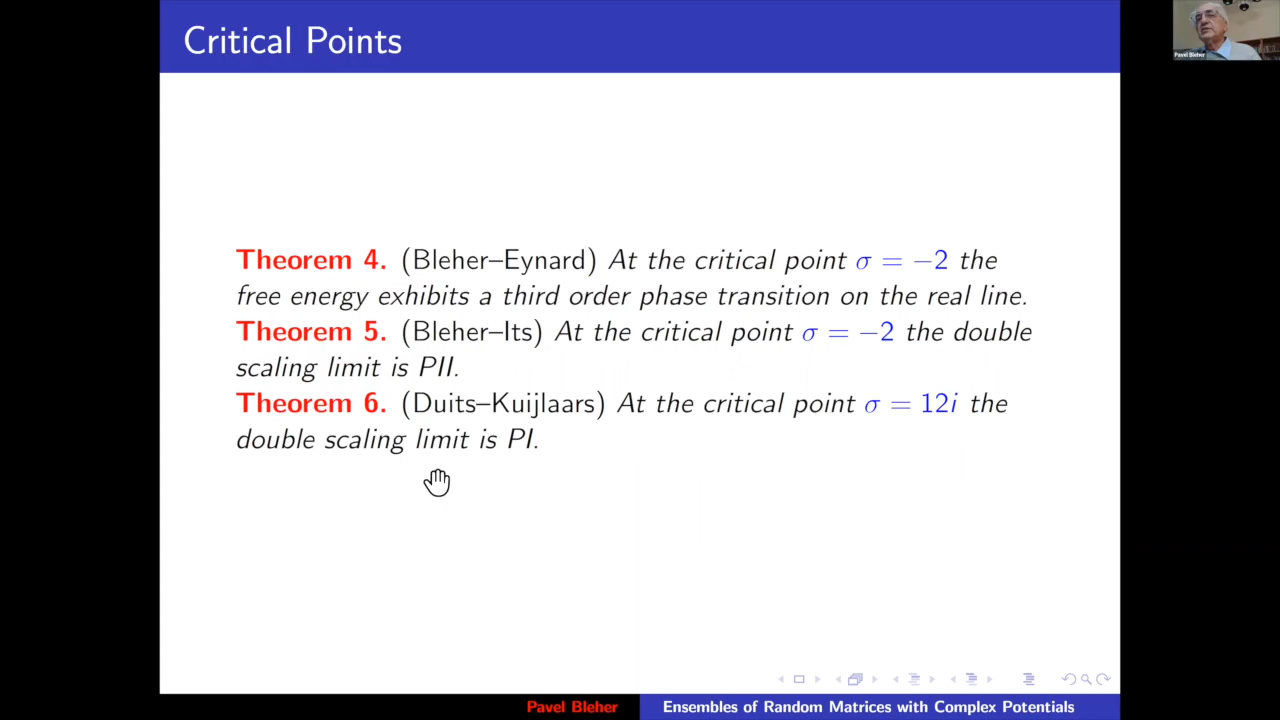 Critical Points
Pavel Bleher
Theorem 4. (Bleher–Eynard) At the critical point σ = −2 the
free energy exhibits a third order phase transition on the real line.
Theorem 5. (Bleher–Its) At the critical point σ = −2 the double
scaling limit is PII.
Theorem 6. (Duits–Kuijlaars) At the critical point σ = 12i the
double scaling limit is PI.
Pavel Bleher
Ensembles of Random Matrices with Complex Potentials